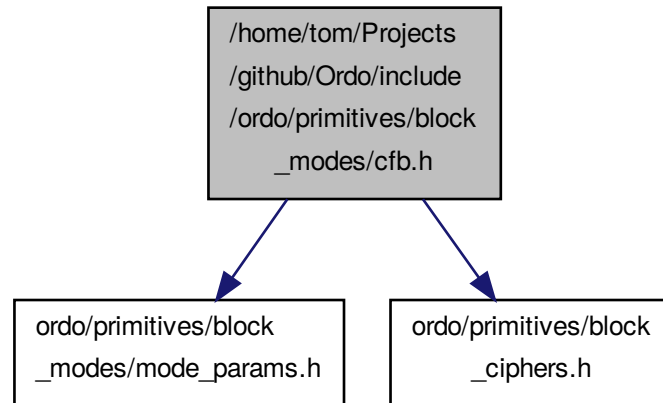 /home/tom/Projects
/github/Ordo/include
/ordo/primitives/block
_modes/cfb.h
ordo/primitives/block
_modes/mode_params.h
ordo/primitives/block
_ciphers.h